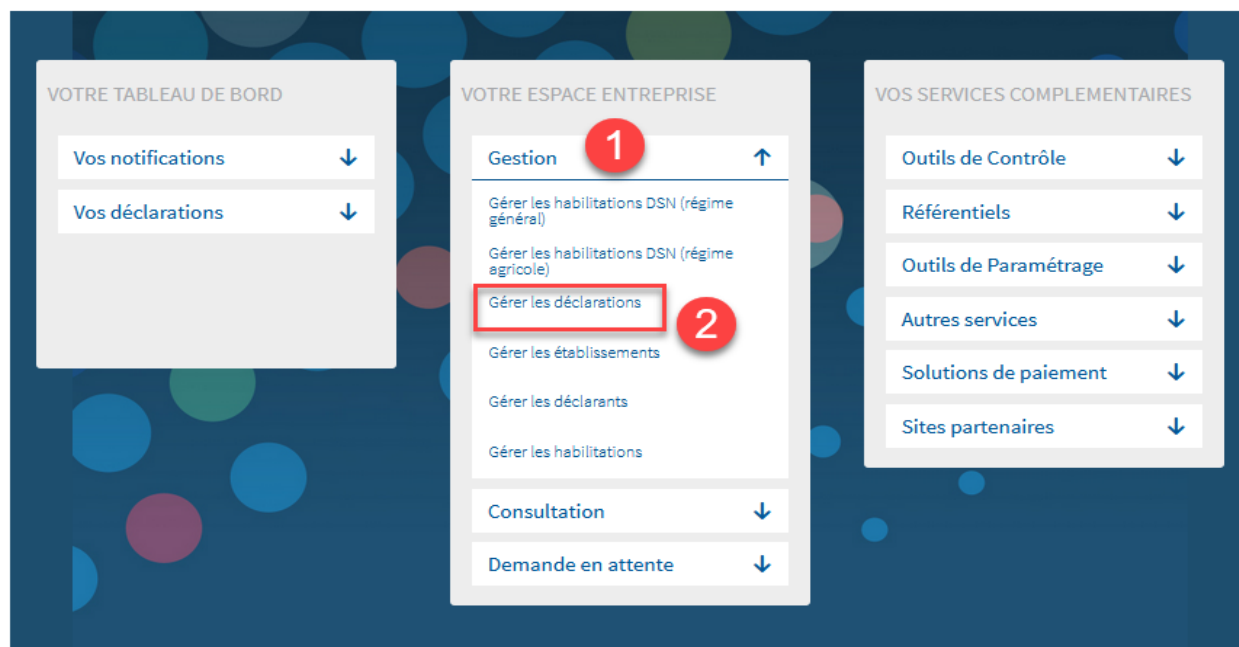 VOTRE TABLEAU DE BORD
Vos notifications
Vos déclarations
VOTRE ESPACE ENTREPRISE
1
Gestion
Gérer les habilitations DSN (régime
général)
Gérer les habilitations DSN (régime
agricole)
Gérer les déclarations
2
Gérer les établissements
Gérer les déclarants
Gérer les habilitations
Consultation
Demande en attente
VOS SERVICES COMPLEMENTAIRES
Outils de Contrôle
Référentiels
Outils de Paramétrage
Autres services
Solutions de paiement
Sites partenaires